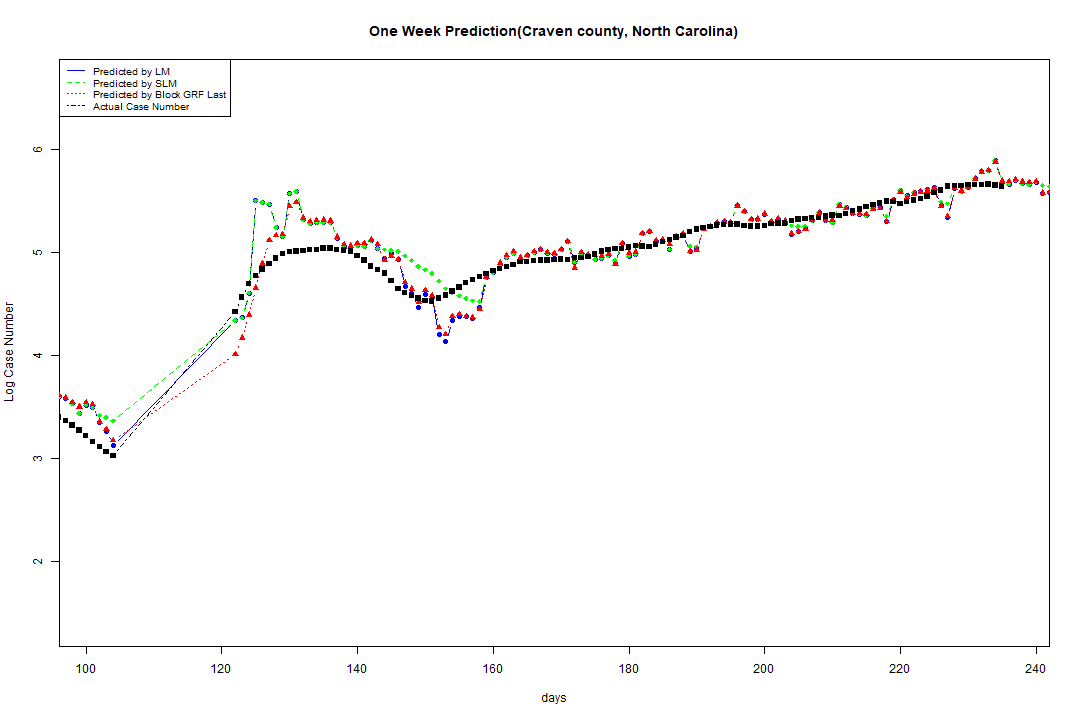 One Week Prediction(Craven county, North Carolina)
Predicted by LM
Predicted by SLM
Predicted by Block GRF Last
Actual Case Number
Log Case Number
6
5
4
3
2
100 120 140 160 180 200 220 240
days